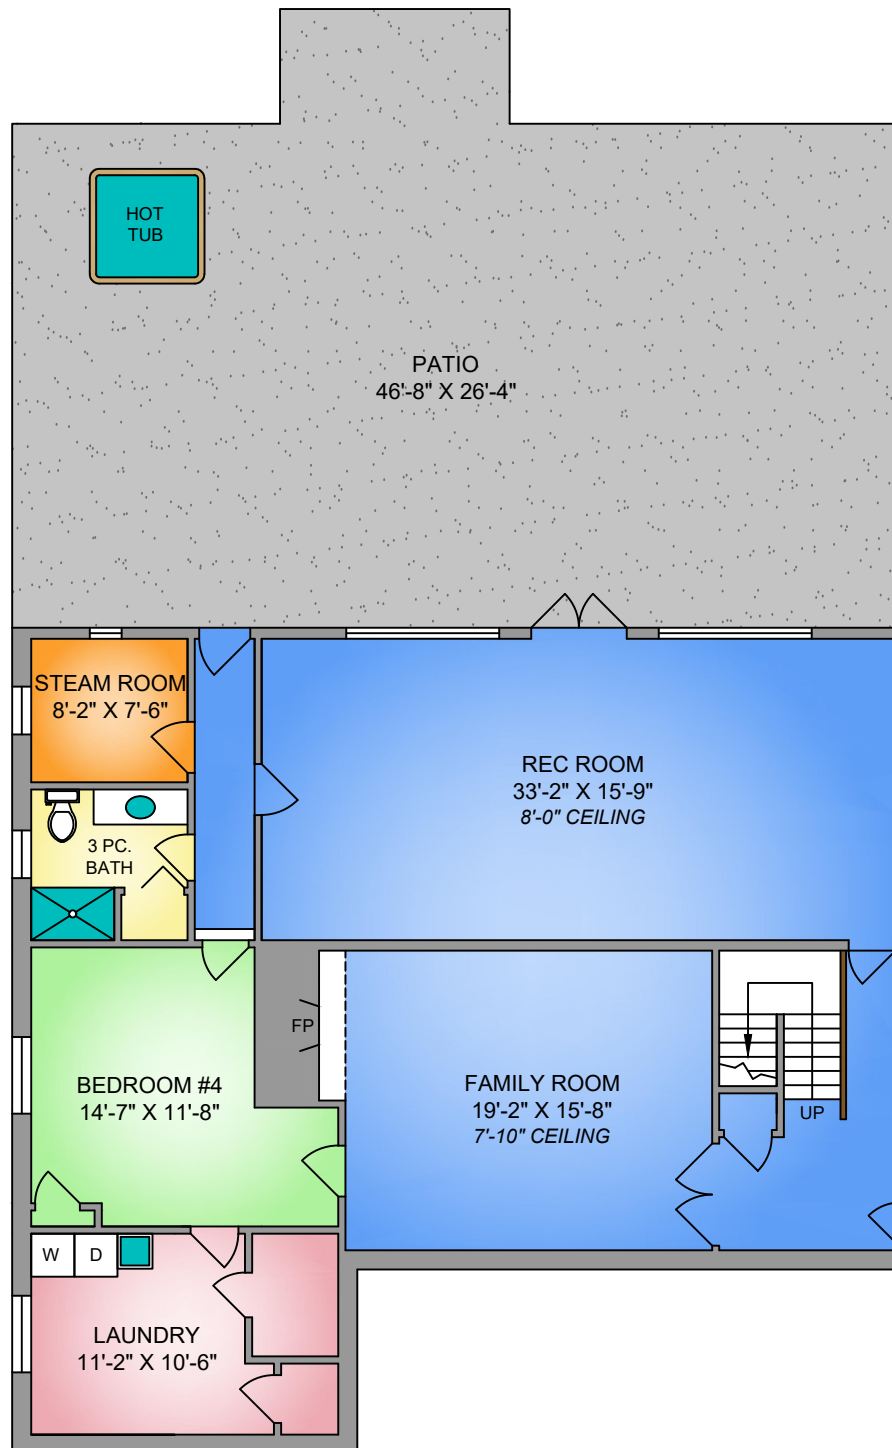 HOT
TUB
PATIO
46'-8" X 26'-4"
STEAM ROOM
8'-2" X 7'-6"
REC ROOM
33'-2" X 15'-9"
8'-0" CEILING
3 PC.
BATH
FP
BEDROOM #4
14'-7" X 11'-8"
FAMILY ROOM
19'-2" X 15'-8"
7'-10" CEILING
UP
W
D
LAUNDRY
11'-2" X 10'-6"